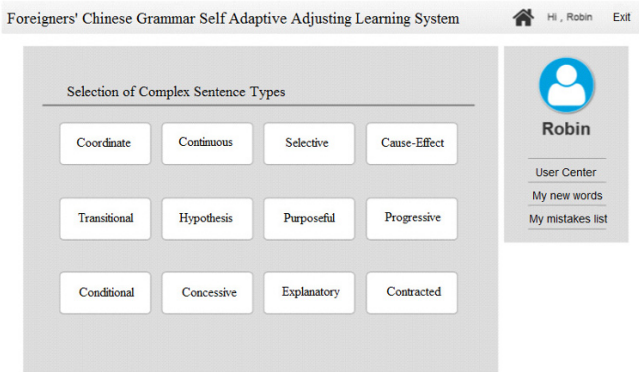 Foreigners' Chinese Grammar Self Adaptive Adjusting Learning System
Hi , Robin
Exit
Selection of Complex Sentence Types
Coordinate
Continuous
Selective
Cause-Effect
Transitional
Hypothesis
Purposeful
Progressive
Conditional
Concessive
Explanatory
Contracted
Robin
User Center
My new words
My mistakes list